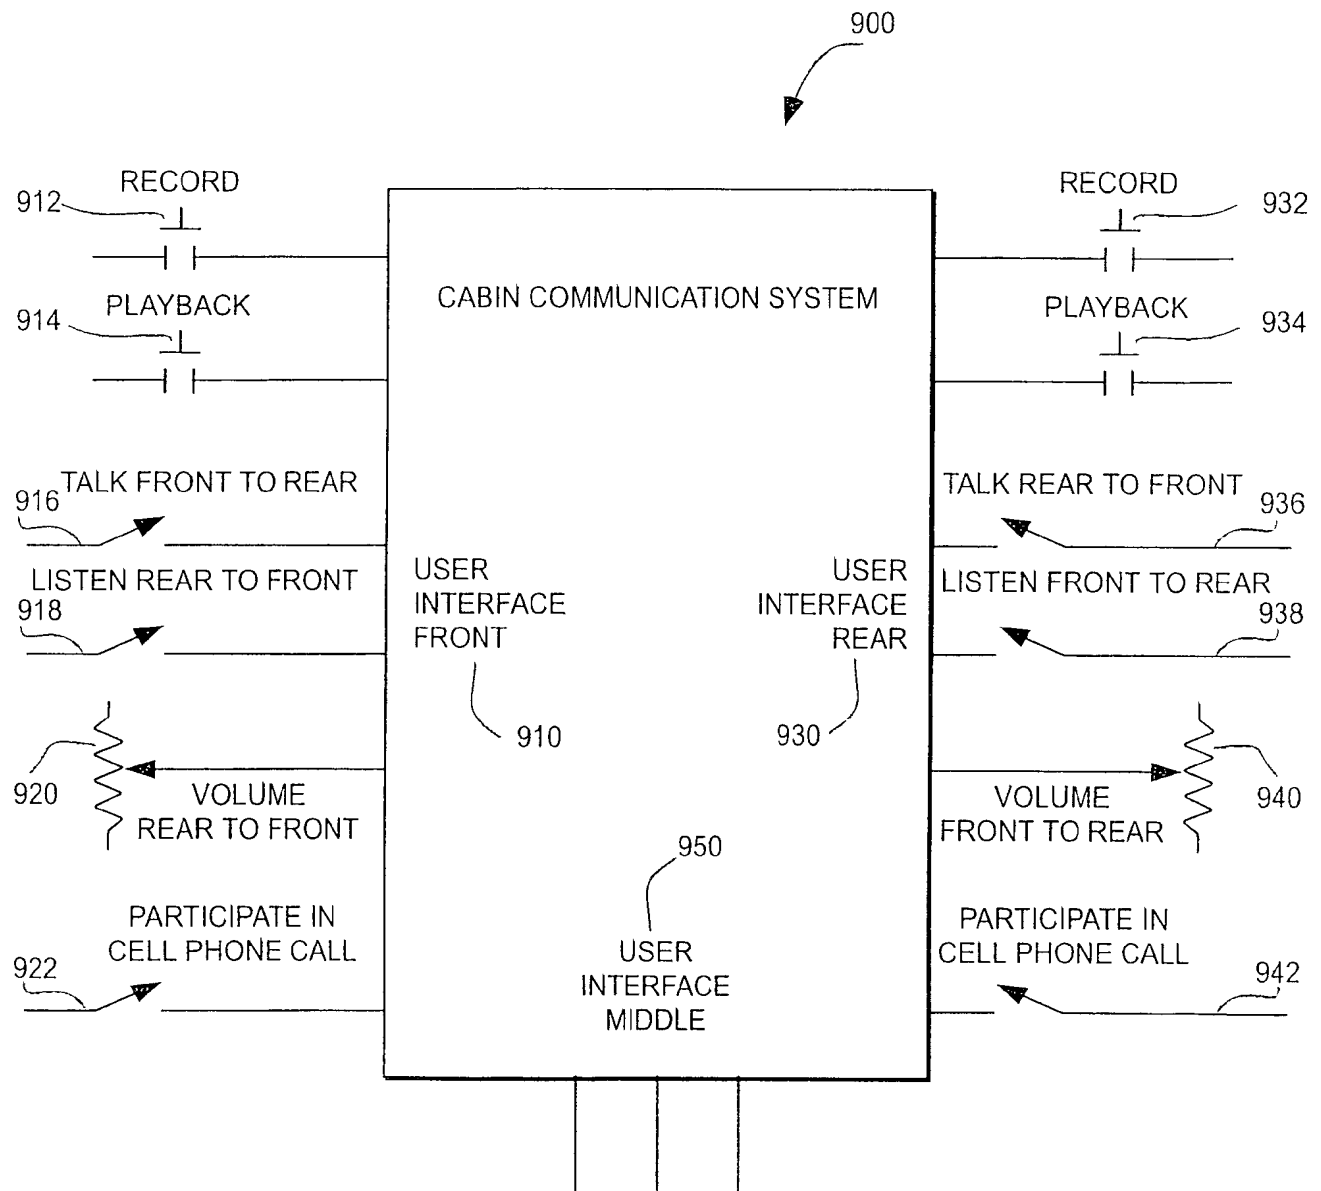 900
RECORD
912
RECORD
932
CABIN COMMUNICATION SYSTEM
PLAYBACK
914
PLAYBACK
934
TALK FRONT TO REAR
916
TALK REAR TO FRONT
936
LISTEN REAR TO FRONT
918
USER
INTERFACE
FRONT
910
USER
INTERFACE
REAR
930
LISTEN FRONT TO REAR
938
920
VOLUME
REAR TO FRONT
VOLUME
FRONT TO REAR
940
950
USER
INTERFACE
MIDDLE
PARTICIPATE IN
CELL PHONE CALL
922
PARTICIPATE IN
CELL PHONE CALL
942